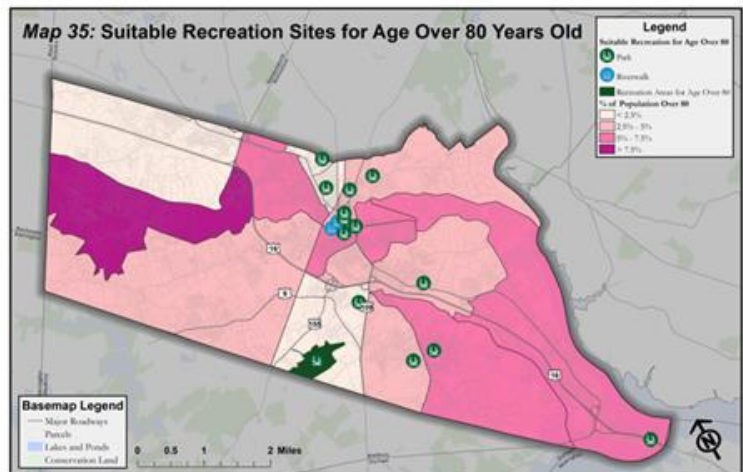 Map 35: Suitable Recreation Sites for Age Over 80 Years Old
Legend
Suitable Recreation for Age Over 80
Park
Riverwalk
Recreation Areas for Age Over 80
% of Population Over 80
< 2.5%
2.5% - 5%
5% - 7.5%
> 7.5%
16
9
155
16
Basemap Legend
Major Roadways
Parcels
Lakes and Ponds
Conservation Land
0 0.5 1 2 Miles
N